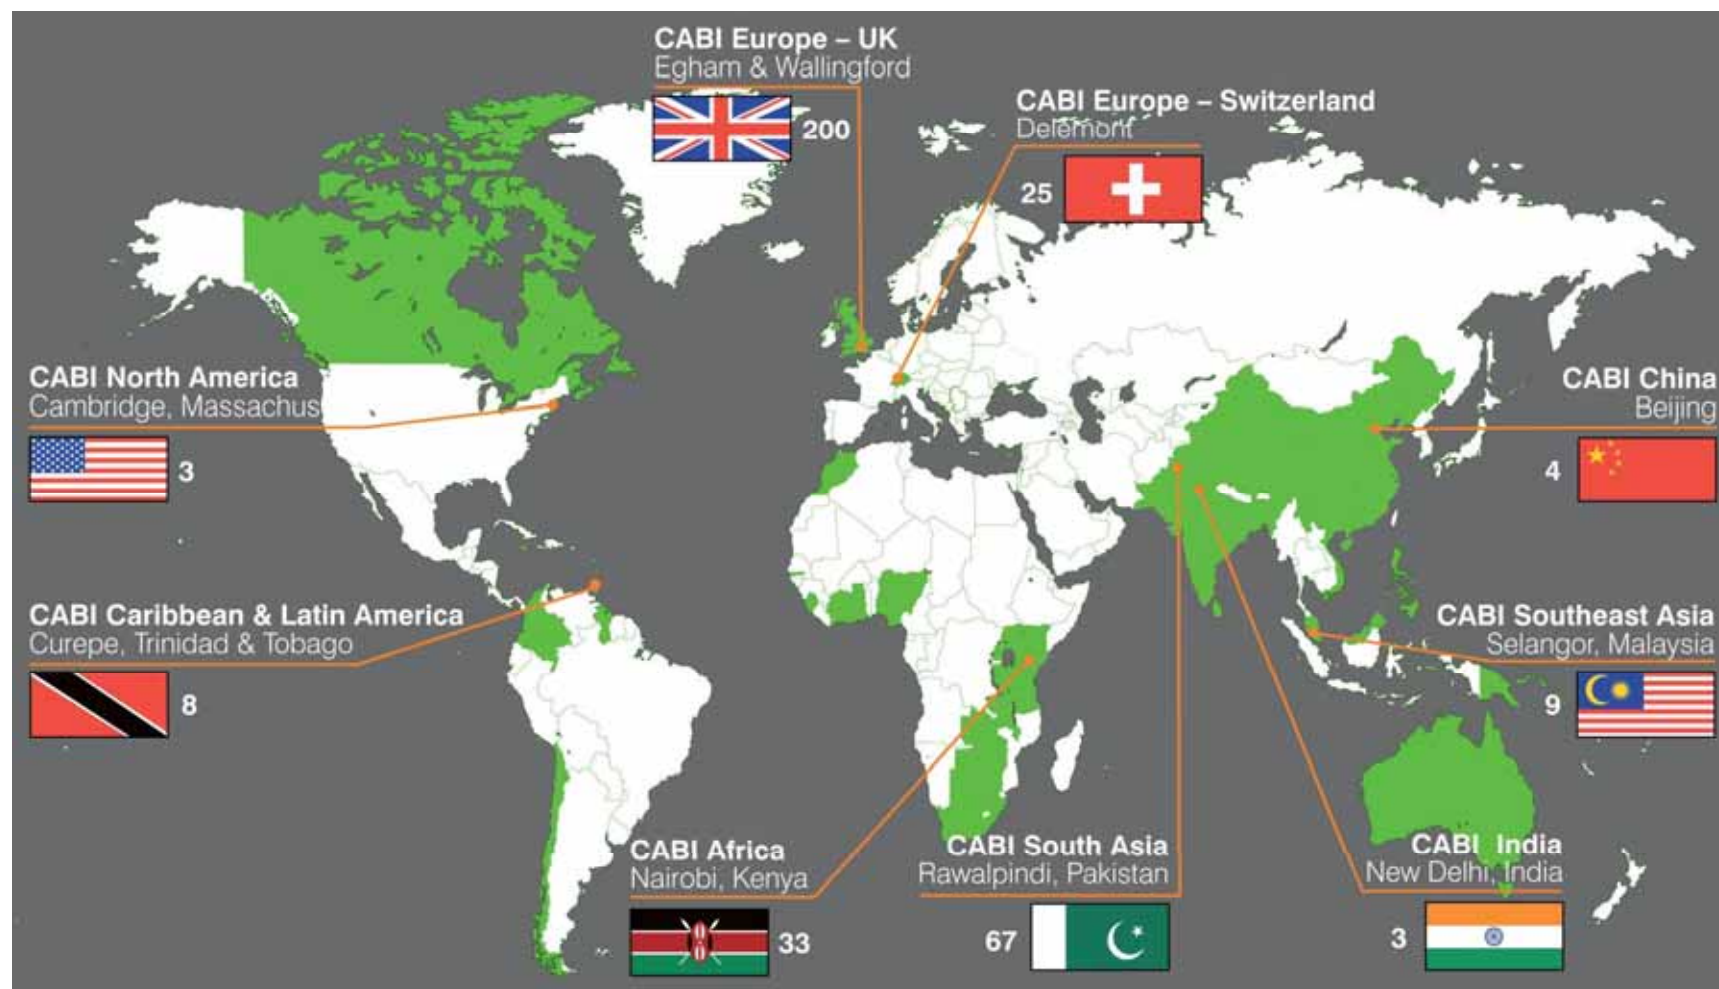 CABI Europe – UK
Egham & Wallingford
200
CABI Europe – Switzerland
Delemont
25
CABI North America
Cambridge, Massachus
3
CABI China
Beijing
4
CABI Caribbean & Latin America
Curepe, Trinidad & Tobago
8
CABI Southeast Asia
Selangor, Malaysia
9
CABI Africa
Nairobi, Kenya
33
CABI South Asia
Rawalpindi, Pakistan
67
CABI India
New Delhi, India
3